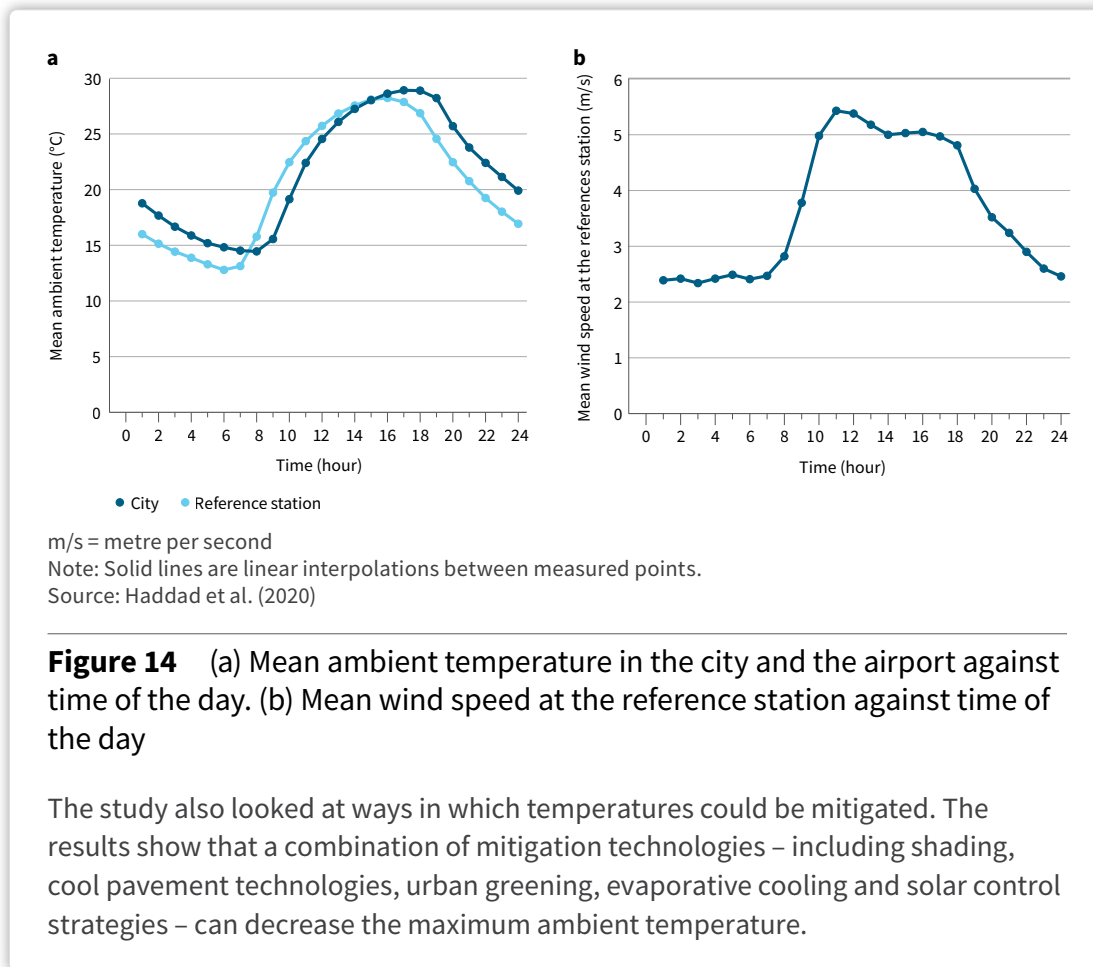 a
30
25
20
15
10
5
0
Mean ambient temperature (°C)
0 2 4 6 8 10 12 14 16 18 20 22 24
Time (hour)
City Reference station
b
6
5
4
3
2
1
0
Mean wind speed at the references station (m/s)
0 2 4 6 8 10 12 14 16 18 20 22 24
Time (hour)
m/s = metre per second
Note: Solid lines are linear interpolations between measured points.
Source: Haddad et al. (2020)
Figure 14 (a) Mean ambient temperature in the city and the airport against
time of the day. (b) Mean wind speed at the reference station against time of
the day
The study also looked at ways in which temperatures could be mitigated. The
results show that a combination of mitigation technologies – including shading,
cool pavement technologies, urban greening, evaporative cooling and solar control
strategies – can decrease the maximum ambient temperature.